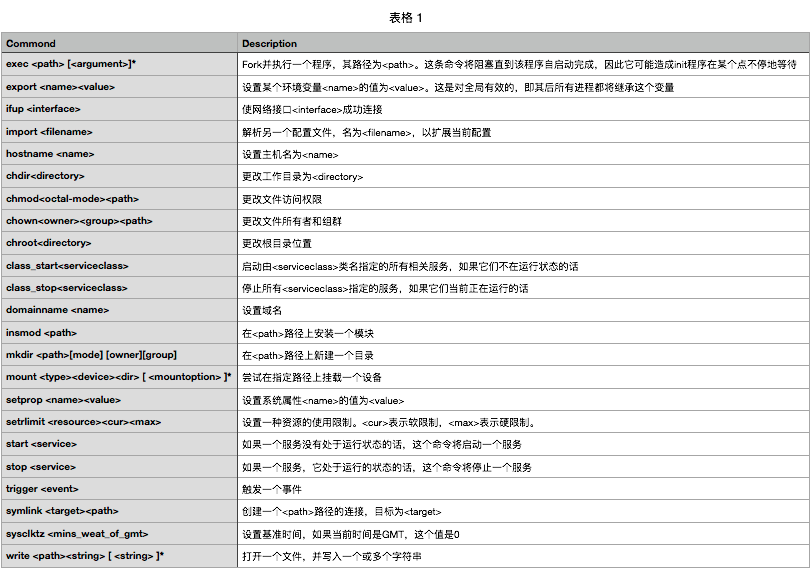 表格 1
Commond Description
exec <path> [<argument>]* Fork并执行一个程序，其路径为<path>。这条命令将阻塞直到该程序自启动完成，因此它可能造成init程序在某个点不停地等待
export <name><value> 设置某个环境变量<name>的值为<value>。这是对全局有效的，即其后所有进程都将继承这个变量
ifup <interface> 使网络接口<interface>成功连接
import <filename> 解析另一个配置文件，名为<filename>，以扩展当前配置
hostname <name> 设置主机名为<name>
chdir<directory> 更改工作目录为<directory>
chmod<octal-mode><path> 更改文件访问权限
chown<owner><group><path> 更改文件所有者和组群
chroot<directory> 更改根目录位置
class_start<serviceclass> 启动由<serviceclass>类名指定的所有相关服务，如果它们不在运行状态的话
class_stop<serviceclass> 停止所有<serviceclass>指定的服务，如果它们当前正在运行的话
domainname <name> 设置域名
insmod <path> 在<path>路径上安装一个模块
mkdir <path>[mode] [owner][group] 在<path>路径上新建一个目录
mount <type><device><dir> [ <mountoption> ]* 尝试在指定路径上挂载一个设备
setprop <name><value> 设置系统属性<name>的值为<value>
setrlimit <resource><cur><max> 设置一种资源的使用限制。<cur>表示软限制，<max>表示硬限制。
start <service> 如果一个服务没有处于运行状态的话，这个命令将启动一个服务
stop <service> 如果一个服务，它处于运行的状态的话，这个命令将停止一个服务
trigger <event> 触发一个事件
symlink <target><path> 创建一个<path>路径的连接，目标为<target>
sysclktz <mins_weat_of_gmt> 设置基准时间，如果当前时间是GMT，这个值是0
write <path><string> [ <string> ]* 打开一个文件，并写入一个或多个字符串